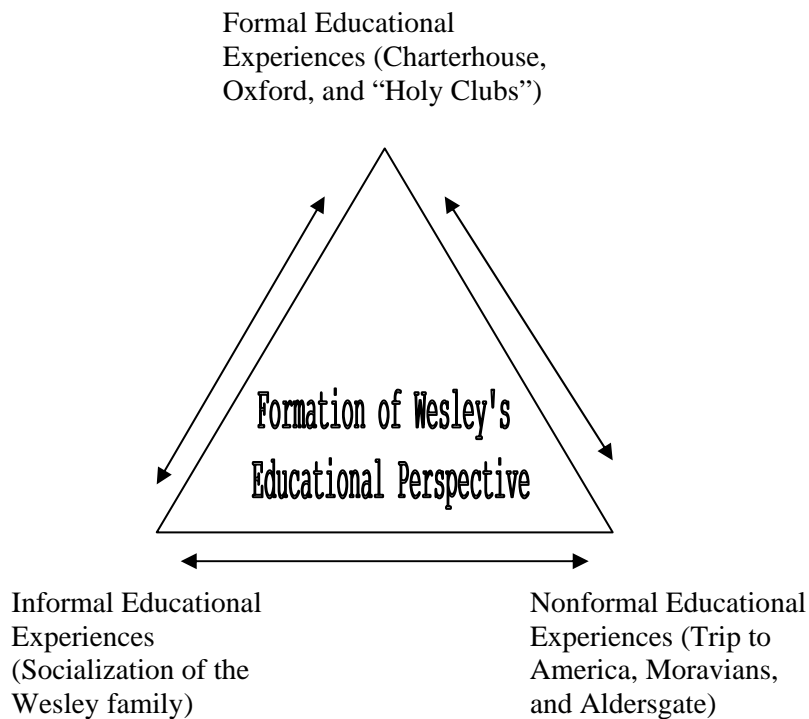 Formal Educational
Experiences (Charterhouse,
Oxford, and “Holy Clubs”)
Formation of Wesley's
Educational Perspective
Informal Educational
Experiences
(Socialization of the
Wesley family)
Nonformal Educational
Experiences (Trip to
America, Moravians,
and Aldersgate)